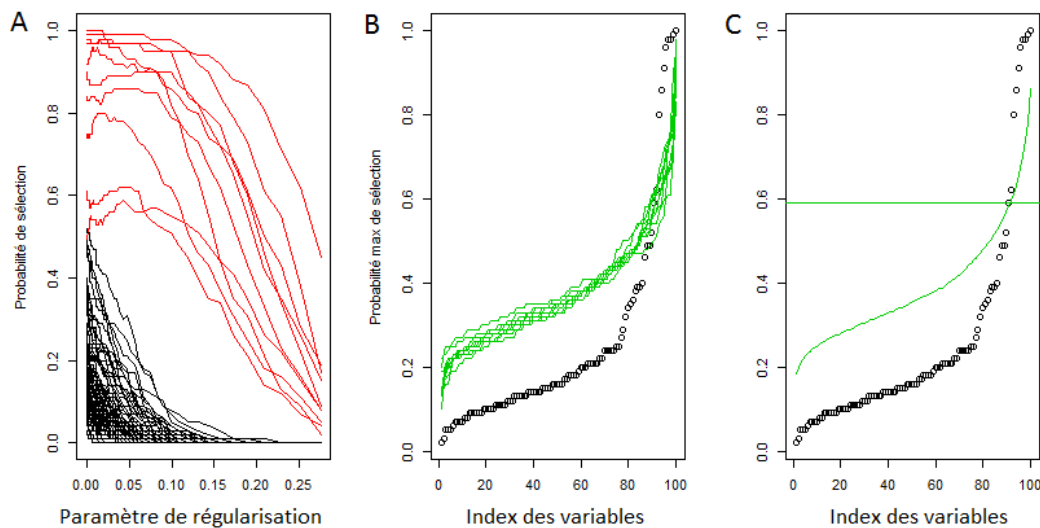 A
Probabilité de sélection
1.0
0.8
0.6
0.4
0.2
0.0
0.00 0.05 0.10 0.15 0.20 0.25
Paramètre de régularisation
B
Probabilité max de sélection
1.0
0.8
0.6
0.4
0.2
0.0
0 20 40 60 80 100
Index des variables
C
1.0
0.8
0.6
0.4
0.2
0.0
0 20 40 60 80 100
Index des variables